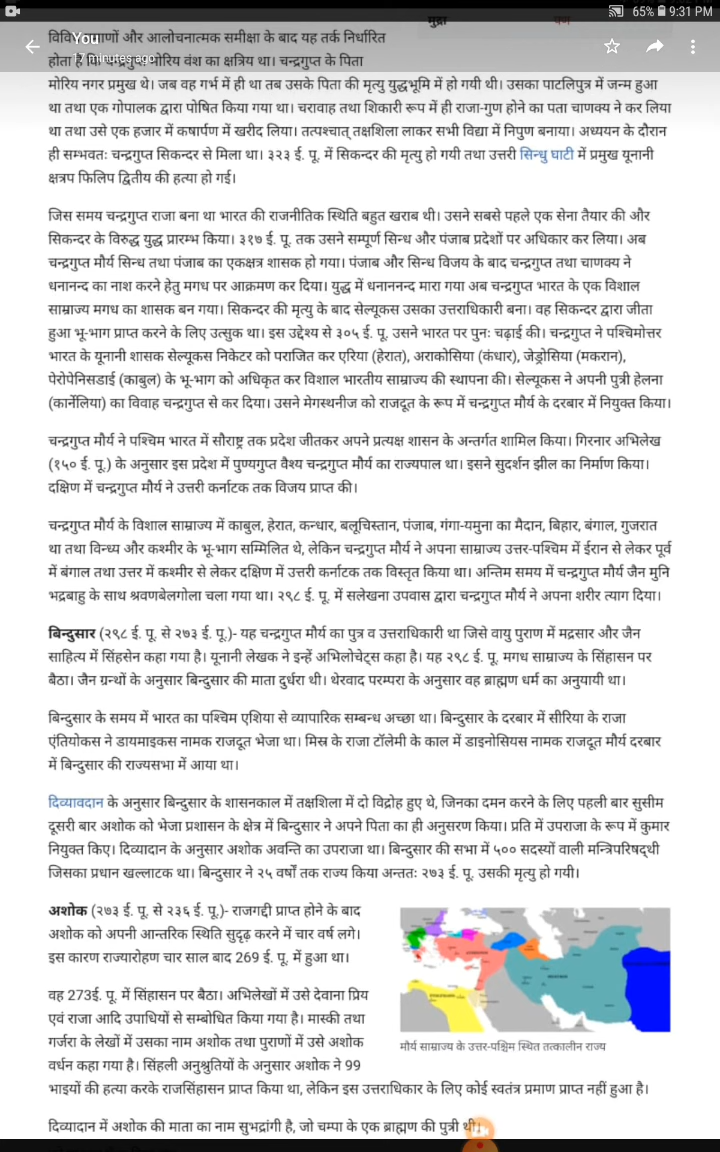 मुद्रा पण
65% 9:31 PM
You
17 minutes ago
और आलोचनात्मक समीक्षा के बाद यह तर्क निर्धारित
होता है मोरिय वंश का क्षत्रिय था। चन्द्रगुप्त के पिता
मोरिय नगर प्रमुख थे। जब वह गर्भ में ही था तब उसके पिता की मृत्यु युद्धभूमि में हो गयी थी। उसका पाटलिपुत्र में जन्म हुआ
था तथा एक गोपालक द्वारा पोषित किया गया था। चरावाह तथा शिकारी रूप में ही राजा-गुण होने का पता चाणक्य ने कर लिया
था तथा उसे एक हजार में कषार्पण में खरीद लिया। तत्पश्चात् तक्षशिला लाकर सभी विद्या में निपुण बनाया। अध्ययन के दौरान
ही सम्भवतः चन्द्रगुप्त सिकन्दर से मिला था। ३२३ ई. पू. में सिकन्दर की मृत्यु हो गयी तथा उत्तरी सिन्धु घाटी में प्रमुख यूनानी
क्षत्रप फिलिप द्वितीय की हत्या हो गई।
जिस समय चन्द्रगुप्त राजा बना था भारत की राजनीतिक स्थिति बहुत खराब थी। उसने सबसे पहले एक सेना तैयार की और
सिकन्दर के विरुद्ध युद्ध प्रारम्भ किया। ३१७ ई. पू. तक उसने सम्पूर्ण सिन्ध और पंजाब प्रदेशों पर अधिकार कर लिया। अब
चन्द्रगुप्त मौर्य सिन्ध तथा पंजाब का एकक्षत्र शासक हो गया। पंजाब और सिन्ध विजय के बाद चन्द्रगुप्त तथा चाणक्य ने
धनानन्द का नाश करने हेतु मगध पर आक्रमण कर दिया। युद्ध में धनाननन्द मारा गया अब चन्द्रगुप्त भारत के एक विशाल
साम्राज्य मगध का शासक बन गया। सिकन्दर की मृत्यु के बाद सेल्यूकस उसका उत्तराधिकारी बना। वह सिकन्दर द्वारा जीता
हुआ भू-भाग प्राप्त करने के लिए उत्सुक था। इस उद्देश्य से ३०५ ई. पू. उसने भारत पर पुनः चढ़ाई की। चन्द्रगुप्त ने पश्‍चिमोत्तर
भारत के यूनानी शासक सेल्यूकस निकेटर को पराजित कर एरिया (हेरात), अराकोसिया (कंधार), जेड्रोसिया (मकरान),
पेरोपेनिसडाई (काबुल) के भू-भाग को अधिकृत कर विशाल भारतीय साम्राज्य की स्थापना की। सेल्यूकस ने अपनी पुत्री हेलना
(कार्नेलिया) का विवाह चन्द्रगुप्त से कर दिया। उसने मेगस्थनीज को राजदूत के रूप में चन्द्रगुप्त मौर्य के दरबार में नियुक्त किया।
चन्द्रगुप्त मौर्य ने पश्‍चिम भारत में सौराष्ट्र तक प्रदेश जीतकर अपने प्रत्यक्ष शासन के अन्तर्गत शामिल किया। गिरनार अभिलेख
(१५० ई. पू.) के अनुसार इस प्रदेश में पुण्यगुप्त वैश्य चन्द्रगुप्त मौर्य का राज्यपाल था। इसने सुदर्शन झील का निर्माण किया।
दक्षिण में चन्द्रगुप्त मौर्य ने उत्तरी कर्नाटक तक विजय प्राप्त की।
चन्द्रगुप्त मौर्य के विशाल साम्राज्य में काबुल, हेरात, कन्धार, बलूचिस्तान, पंजाब, गंगा-यमुना का मैदान, बिहार, बंगाल, गुजरात
था तथा विन्ध्य और कश्मीर के भू-भाग सम्मिलित थे, लेकिन चन्द्रगुप्त मौर्य ने अपना साम्राज्य उत्तर-पश्‍चिम में ईरान से लेकर पूर्व
में बंगाल तथा उत्तर में कश्मीर से लेकर दक्षिण में उत्तरी कर्नाटक तक विस्तृत किया था। अन्तिम समय में चन्द्रगुप्त मौर्य जैन मुनि
भद्रबाहु के साथ श्रवणबेलगोला चला गया था। २९८ ई. पू. में सलेखना उपवास द्वारा चन्द्रगुप्त मौर्य ने अपना शरीर त्याग दिया।
बिन्दुसार (२९८ ई. पू. से २७३ ई. पू.)- यह चन्द्रगुप्त मौर्य का पुत्र व उत्तराधिकारी था जिसे वायु पुराण में मद्रसार और जैन
साहित्य में सिंहसेन कहा गया है। यूनानी लेखक ने इन्हें अभिलोचेट्‍स कहा है। यह २९८ ई. पू. मगध साम्राज्य के सिंहासन पर
बैठा। जैन ग्रन्थों के अनुसार बिन्दुसार की माता दुर्धरा थी। थेरवाद परम्परा के अनुसार वह ब्राह्मण धर्म का अनुयायी था।
बिन्दुसार के समय में भारत का पश्‍चिम एशिया से व्यापारिक सम्बन्ध अच्छा था। बिन्दुसार के दरबार में सीरिया के राजा
एंतियोकस ने डायमाइकस नामक राजदूत भेजा था। मिस्र के राजा टॉलेमी के काल में डाइनोसियस नामक राजदूत मौर्य दरबार
में बिन्दुसार की राज्यसभा में आया था।
दिव्यावदान के अनुसार बिन्दुसार के शासनकाल में तक्षशिला में दो विद्रोह हुए थे, जिनका दमन करने के लिए पहली बार सुसीम
दूसरी बार अशोक को भेजा प्रशासन के क्षेत्र में बिन्दुसार ने अपने पिता का ही अनुसरण किया। प्रति में उपराजा के रूप में कुमार
नियुक्त किए। दिव्यादान के अनुसार अशोक अवन्ति का उपराजा था। बिन्दुसार की सभा में ५०० सदस्यों वाली मन्त्रिपरिषद्‍थी
जिसका प्रधान खल्लाटक था। बिन्दुसार ने २५ वर्षों तक राज्य किया अन्ततः २७३ ई. पू. उसकी मृत्यु हो गयी।
अशोक (२७३ ई. पू. से २३६ ई. पू.)- राजगद्दी प्राप्त होने के बाद
अशोक को अपनी आन्तरिक स्थिति सुदृढ़ करने में चार वर्ष लगे।
इस कारण राज्यारोहण चार साल बाद 269 ई. पू. में हुआ था।
वह 273ई. पू. में सिंहासन पर बैठा। अभिलेखों में उसे देवाना प्रिय
एवं राजा आदि उपाधियों से सम्बोधित किया गया है। मास्की तथा
गर्जरा के लेखों में उसका नाम अशोक तथा पुराणों में उसे अशोक
वर्धन कहा गया है। सिंहली अनुश्रुतियों के अनुसार अशोक ने 99
मौर्य साम्राज्य के उत्तर-पश्चिम स्थित तत्कालीन राज्य
भाइयों की हत्या करके राजसिंहासन प्राप्त किया था, लेकिन इस उत्तराधिकार के लिए कोई स्वतंत्र प्रमाण प्राप्त नहीं हुआ है।
दिव्यादान में अशोक की माता का नाम सुभद्रांगी है, जो चम्पा के एक ब्राह्मण की पुत्री थी।